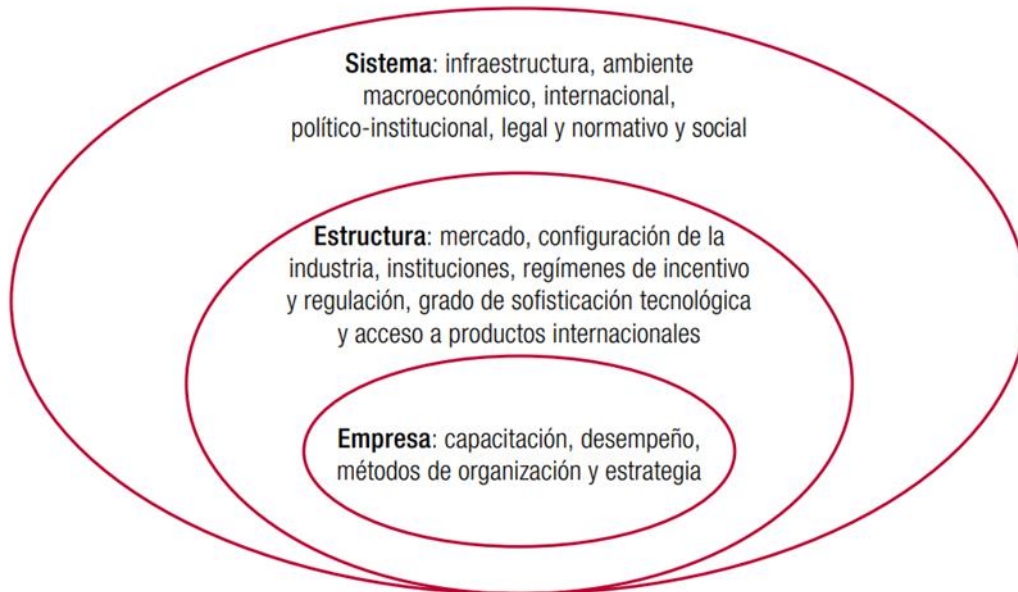 Sistema: infraestructura, ambiente
macroeconómico, internacional,
político-institucional, legal y normativo y social
Estructura: mercado, configuración de la
industria, instituciones, regímenes de incentivo
y regulación, grado de sofisticación tecnológica
y acceso a productos internacionales
Empresa: capacitación, desempeño,
métodos de organización y estrategia